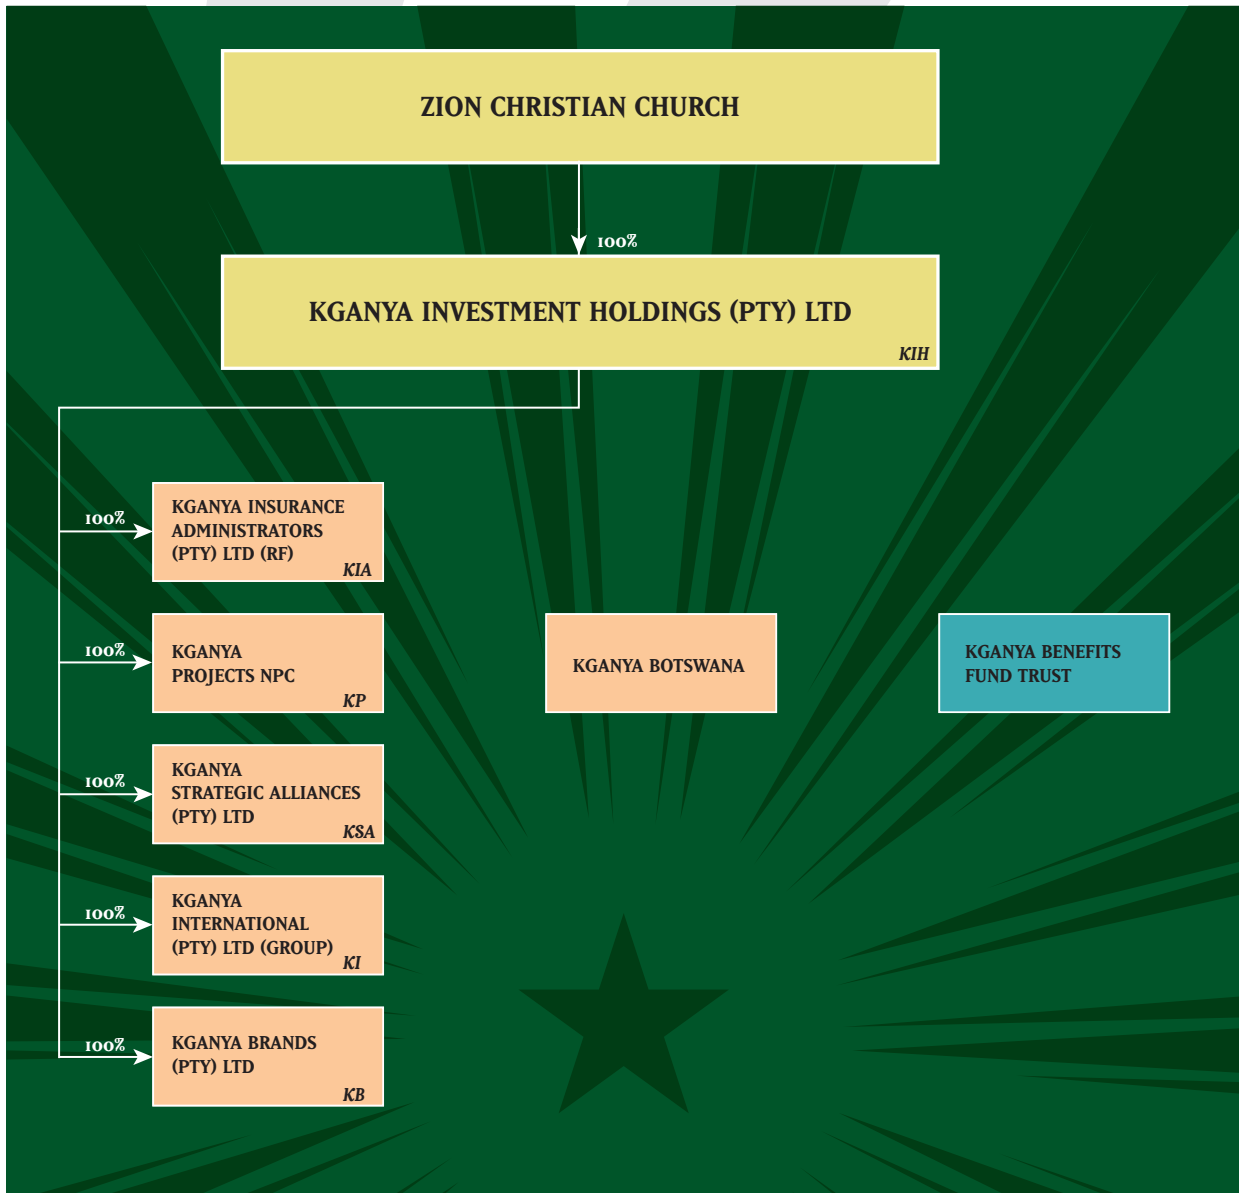 ZION CHRISTIAN CHURCH
100%
KGANYA INVESTMENT HOLDINGS (PTY) LTD
KIH
100%
KGANYA INSURANCE
ADMINISTRATORS
(PTY) LTD (RF)
KIA
100%
KGANYA
PROJECTS NPC
KP
KGANYA BOTSWANA
KGANYA BENEFITS
FUND TRUST
100%
KGANYA
STRATEGIC ALLIANCES
(PTY) LTD
KSA
100%
KGANYA
INTERNATIONAL
(PTY) LTD (GROUP)
KI
100%
KGANYA BRANDS
(PTY) LTD
KB